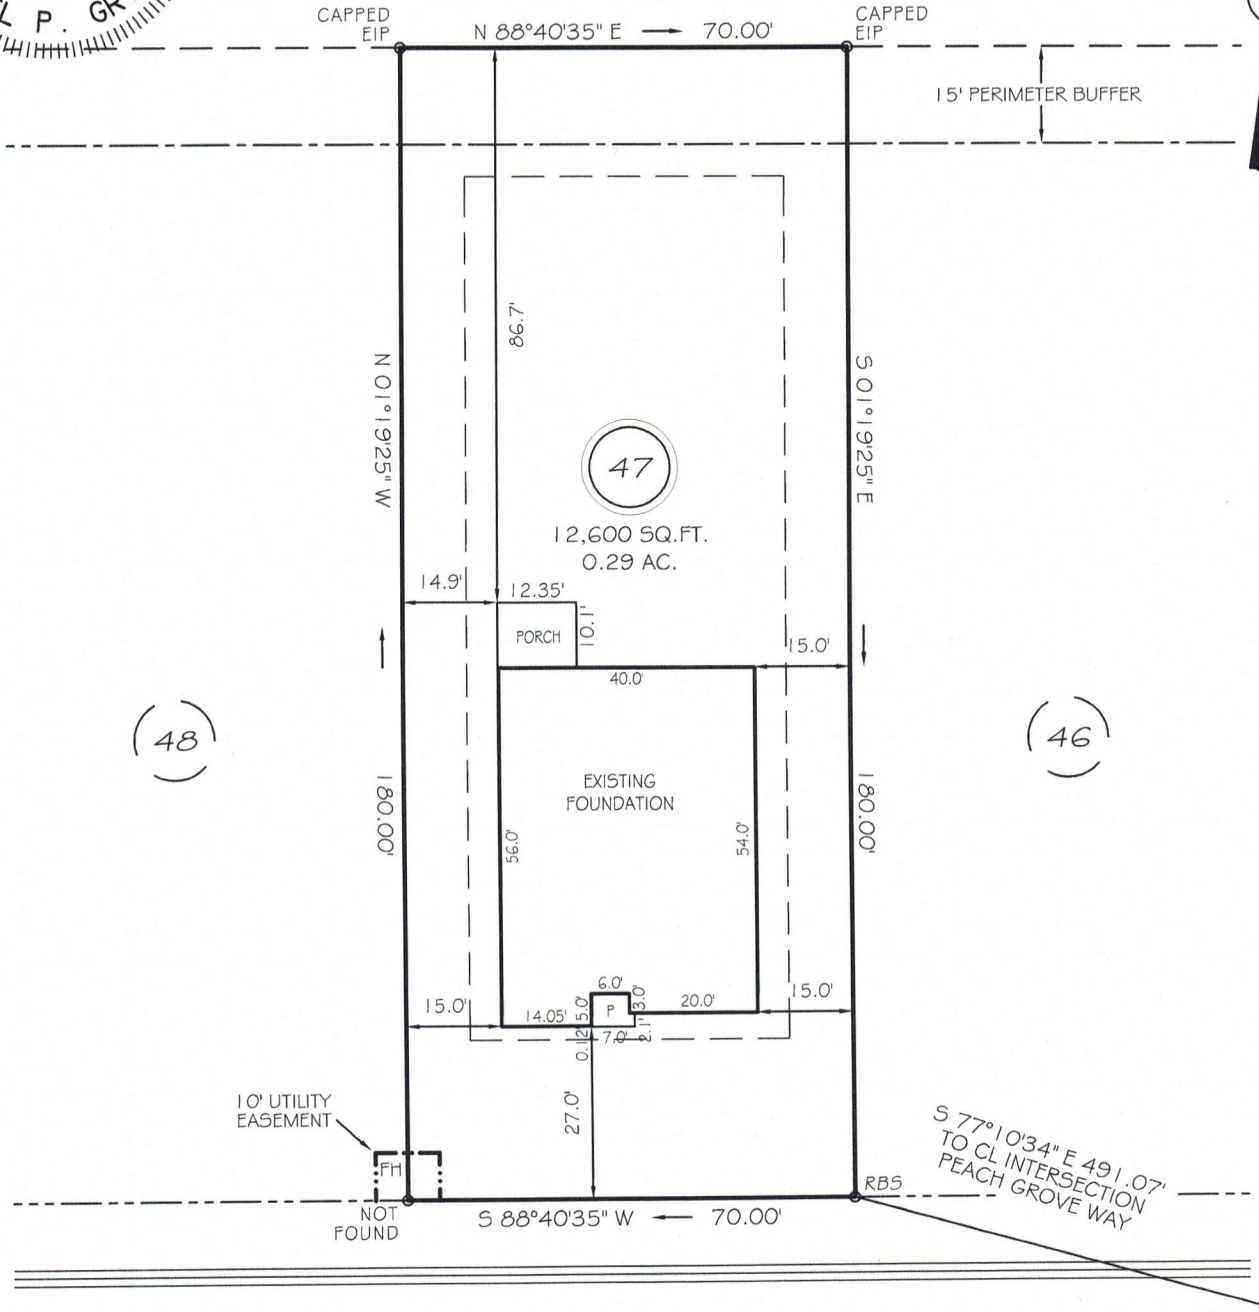 P. GR
CAPPED
EIP
N 88°40'35" E
70.00'
CAPPED
EIP
15' PERIMETER BUFFER
86.7'
N 01°19'25" W
S 01°19'25" E
47
12,600 SQ.FT.
0.29 AC.
14.9'
12.35'
PORCH
10.1'
15.0'
40.0'
48
46
EXISTING
FOUNDATION
180.00'
180.00'
56.0'
54.0'
6.0'
15.0'
14.05'
5.0'
P
3.0'
20.0'
15.0'
0.12'
7.0'
2.1'
27.0'
10' UTILITY
EASEMENT
FH
S 77°10'34" E 491.07'
TO CL INTERSECTION
PEACH GROVE WAY
RBS
NOT
FOUND
S 88°40'35" W
70.00'